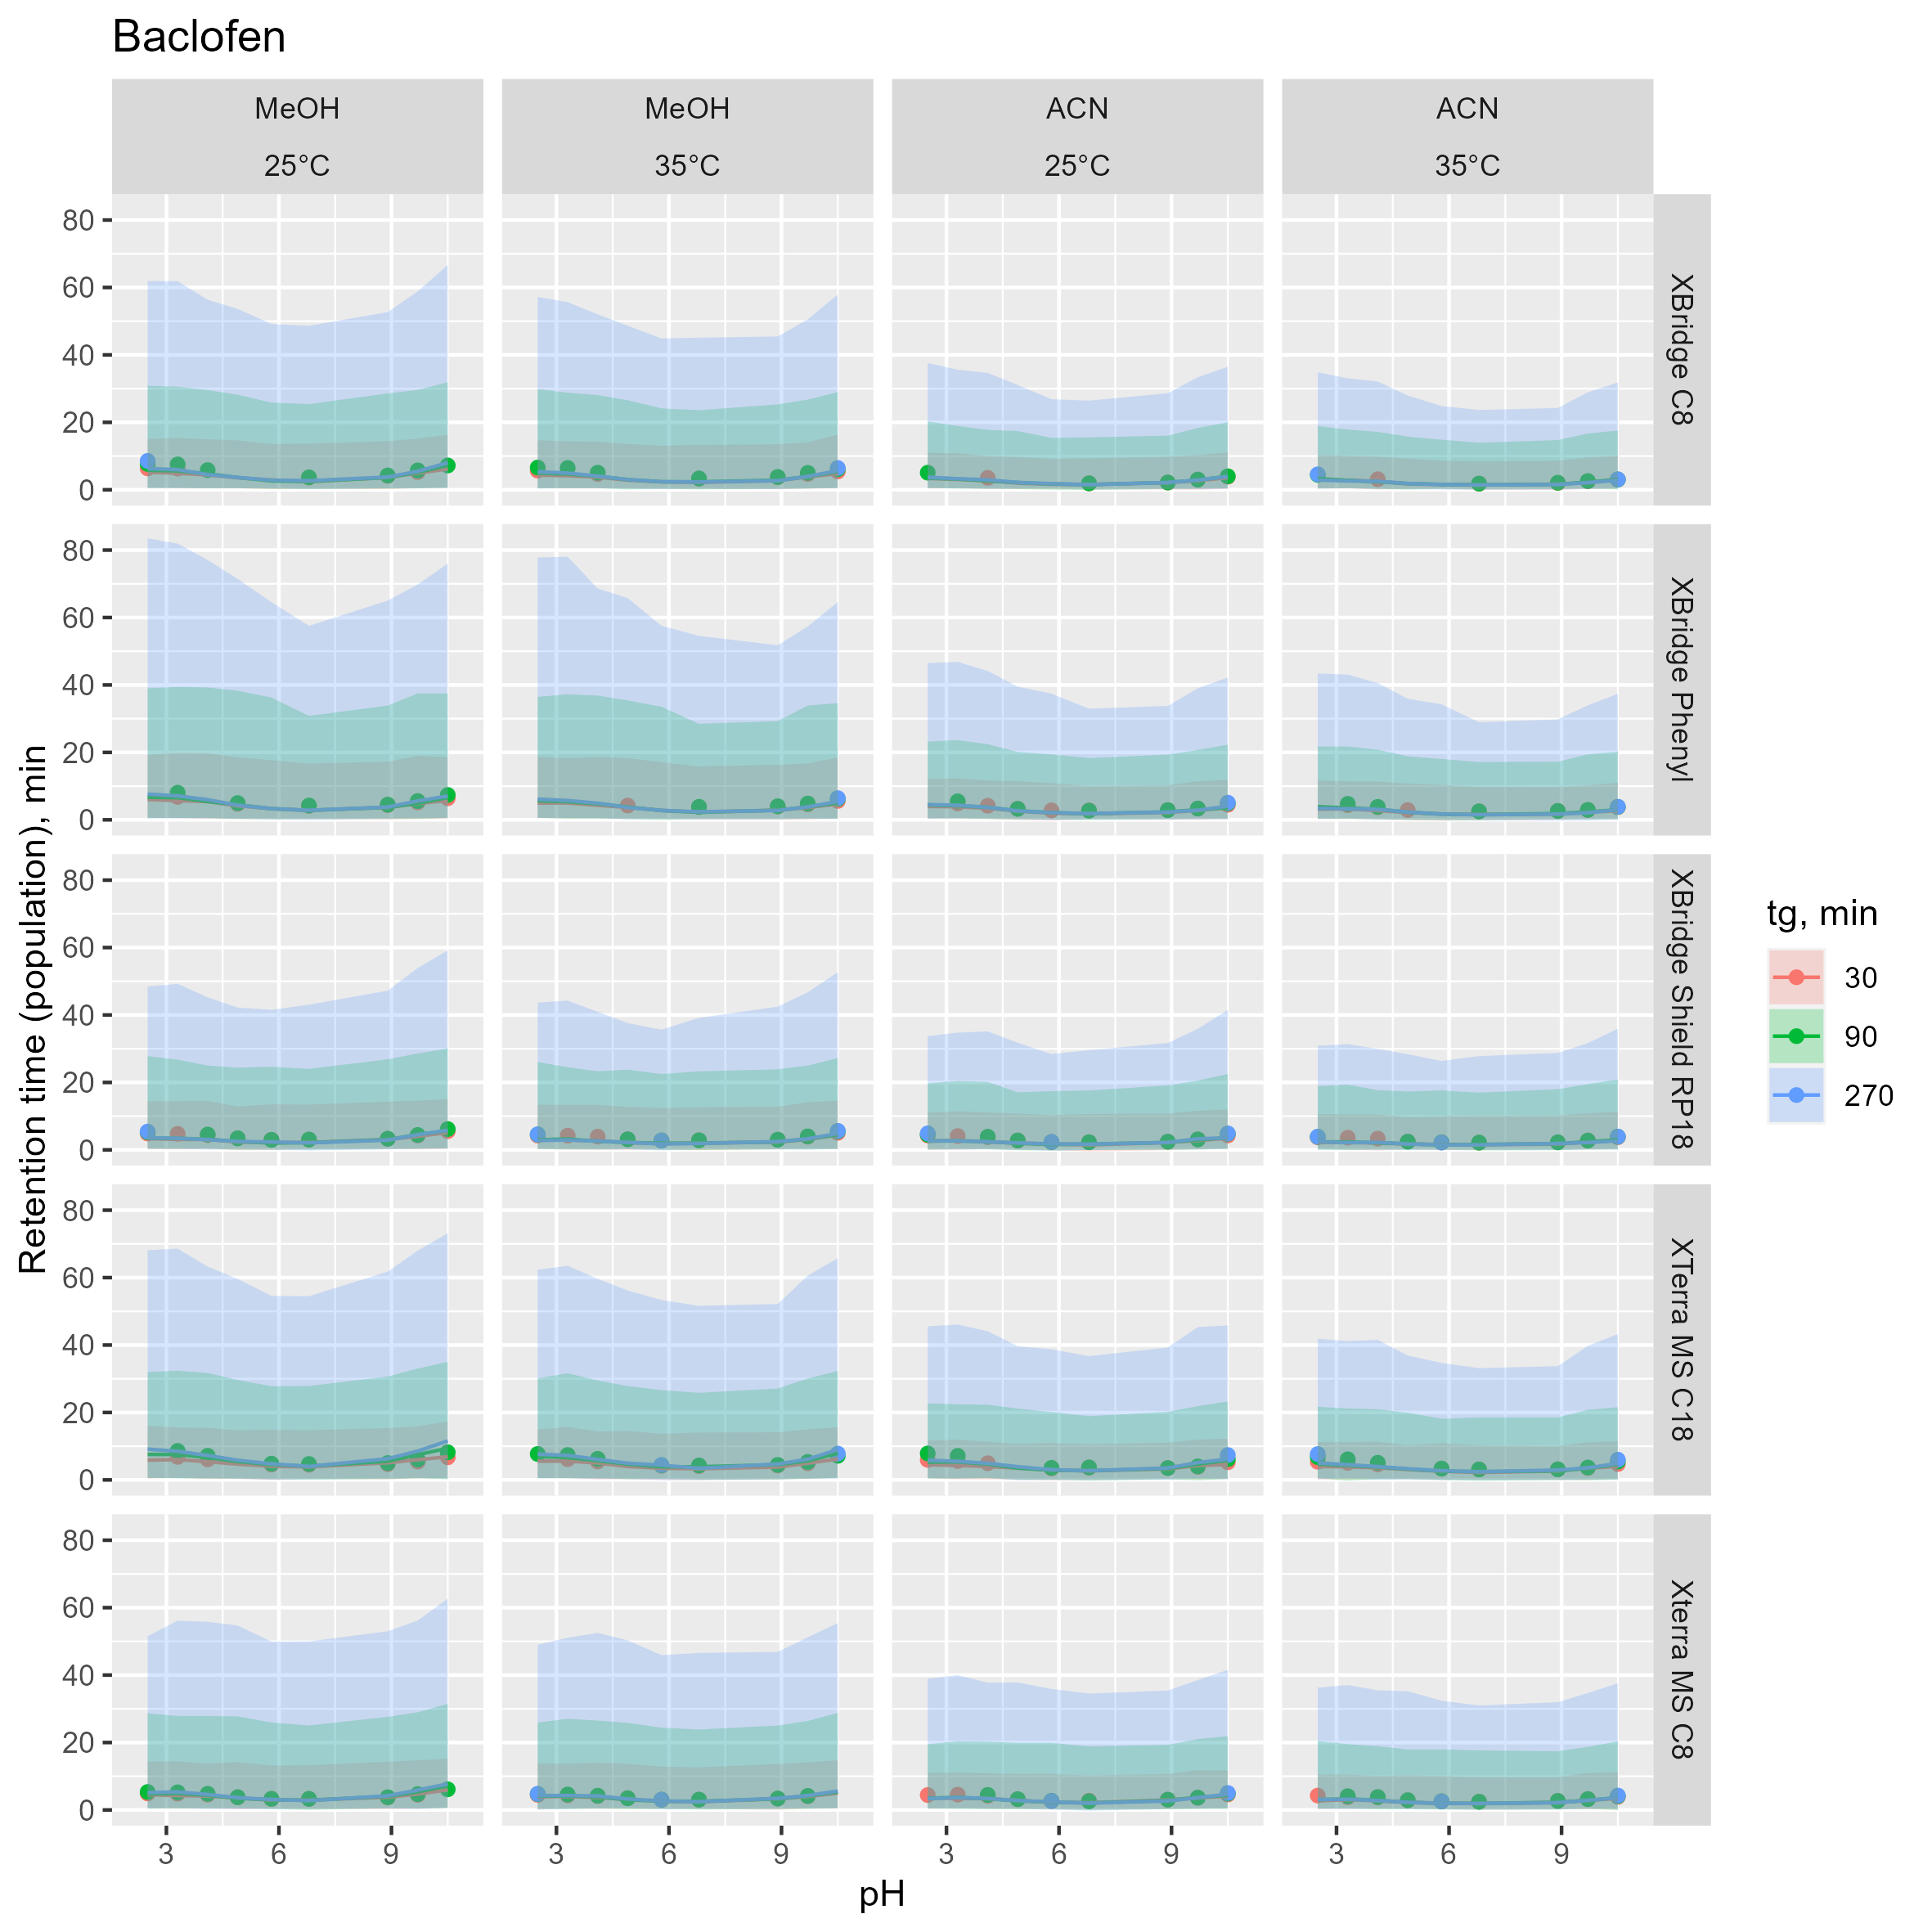 Baclofen
MeOH
MeOH
ACN
ACN
25°C
35°C
25°C
35°C
80
60
40
20
0
XBridge C8
80
60
40
20
0
XBridge Phenyl
80
60
40
20
0
XBridge Shield RP18
80
60
40
20
0
XTerra MS C18
80
60
40
20
0
Xterra MS C8
3
6
9
3
6
9
3
6
9
3
6
9
pH
Retention time (population), min
tg, min
30
90
270